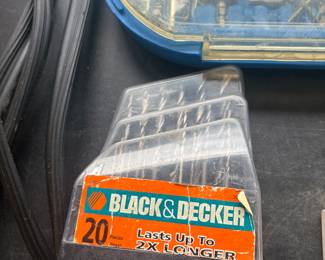 BLACK&DECKER
20
Lasts Up To
2X LONGER